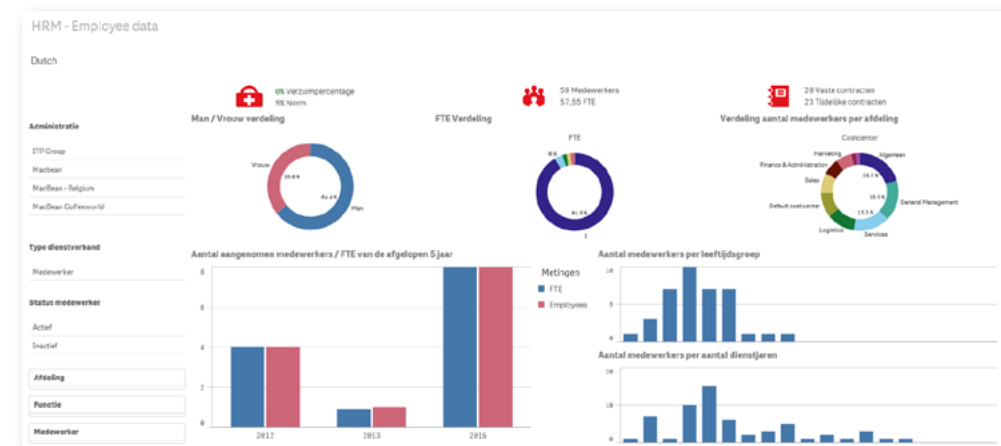 HRM - Employee data
Dutch
0% verzuimpercentage
5% Norm
59 Medewerkers
57,55 FTE
28 Vaste contracten
23 Tijdelijke contracten
Administratie
ITP Groep
Macbean
MacBean - Belgium
MacBean Coffeeworld
Type dienstverband
Medewerker
Status medewerker
Actief
Inactief
Afdeling
Functie
Medewerker
Man / Vrouw verdeling
Vrouw
Man
FTE Verdeling
FTE
1
Verdeling aantal medewerkers per afdeling
Costcenter
Marketing
Algemeen
Finance & Administration
Sales
General Management
Default costcenter
Logistics
Services
Aantal aangenomen medewerkers / FTE van de afgelopen 5 jaar
8
6
4
2
0
2012
2013
2015
Metingen
FTE
Employees
Aantal medewerkers per leeftijdsgroep
10
5
0
Aantal medewerkers per aantal dienstjaren
20
10
0